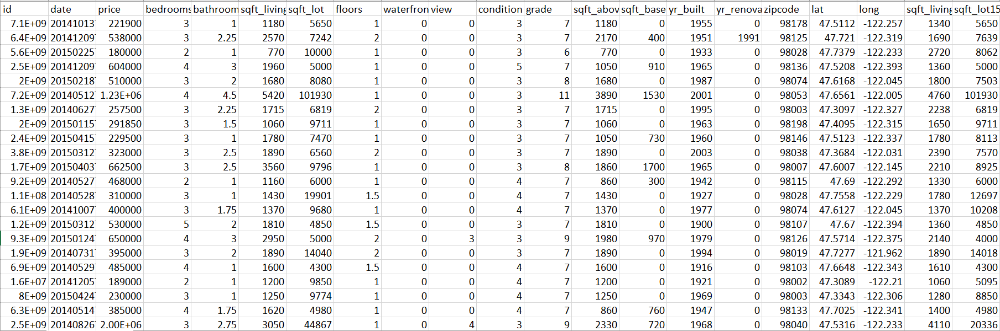 id date price bedrooms bathroom sqft_living sqft_lot floors waterfron view condition grade sqft_abov sqft_base yr_built yr_renova zipcode lat long sqft_living sqft_lot15
7.1E+09 20141013 221900 3 1 1180 5650 1 0 0 3 7 1180 0 1955 0 98178 47.5112 -122.257 1340 5650
6.4E+09 20141209 538000 3 2.25 2570 7242 2 0 0 3 7 2170 400 1951 1991 98125 47.721 -122.319 1690 7639
5.6E+09 20150225 180000 2 1 770 10000 1 0 0 3 6 770 0 1933 0 98028 47.7379 -122.233 2720 8062
2.5E+09 20141209 604000 4 3 1960 5000 1 0 0 5 7 1050 910 1965 0 98136 47.5208 -122.393 1360 5000
2E+09 20150218 510000 3 2 1680 8080 1 0 0 3 8 1680 0 1987 0 98074 47.6168 -122.045 1800 7503
7.2E+09 20140512 1.23E+06 4 4.5 5420 101930 1 0 0 3 11 3890 1530 2001 0 98053 47.6561 -122.005 4760 101930
1.3E+09 20140627 257500 3 2.25 1715 6819 2 0 0 3 7 1715 0 1995 0 98003 47.3097 -122.327 2238 6819
2E+09 20150115 291850 3 1.5 1060 9711 1 0 0 3 7 1060 0 1963 0 98198 47.4095 -122.315 1650 9711
2.4E+09 20150415 229500 3 1 1780 7470 1 0 0 3 7 1050 730 1960 0 98146 47.5123 -122.337 1780 8113
3.8E+09 20150312 323000 3 2.5 1890 6560 2 0 0 3 7 1890 0 2003 0 98038 47.3684 -122.031 2390 7570
1.7E+09 20150403 662500 3 2.5 3560 9796 1 0 0 3 8 1860 1700 1965 0 98007 47.6007 -122.145 2210 8925
9.2E+09 20140527 468000 2 1 1160 6000 1 0 0 4 7 860 300 1942 0 98115 47.69 -122.292 1330 6000
1.1E+08 20140528 310000 3 1 1430 19901 1.5 0 0 4 7 1430 0 1927 0 98028 47.7558 -122.229 1780 12697
6.1E+09 20141007 400000 3 1.75 1370 9680 1 0 0 4 7 1370 0 1977 0 98074 47.6127 -122.045 1370 10208
1.2E+09 20150312 530000 5 2 1810 4850 1.5 0 0 3 7 1810 0 1900 0 98107 47.67 -122.394 1360 4850
9.3E+09 20150124 650000 4 3 2950 5000 2 0 3 3 9 1980 970 1979 0 98126 47.5714 -122.375 2140 4000
1.9E+09 20140731 395000 3 2 1890 14040 2 0 0 3 7 1890 0 1994 0 98019 47.7277 -121.962 1890 14018
6.9E+09 20140529 485000 4 1 1600 4300 1.5 0 0 4 7 1600 0 1916 0 98103 47.6648 -122.343 1610 4300
1.6E+07 20141205 189000 2 1 1200 9850 1 0 0 4 7 1200 0 1921 0 98002 47.3089 -122.21 1060 5095
8E+09 20150424 230000 3 1 1250 9774 1 0 0 4 7 1250 0 1969 0 98003 47.3343 -122.306 1280 8850
6.3E+09 20140514 385000 4 1.75 1620 4980 1 0 0 4 7 860 760 1947 0 98133 47.7025 -122.341 1400 4980
2.5E+09 20140826 2.00E+06 3 2.75 3050 44867 1 0 4 3 9 2330 720 1968 0 98040 47.5316 -122.233 4110 20336